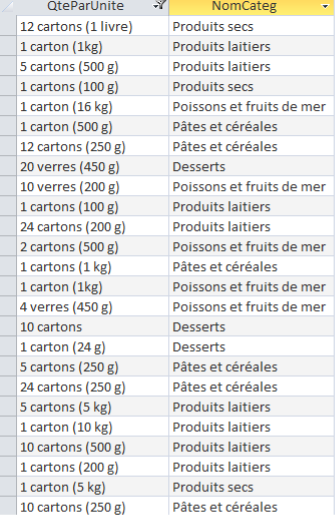 QteParUnite NomCateg
12 cartons (1 livre) Produits secs
1 carton (1kg) Produits laitiers
5 cartons (500 g) Produits laitiers
1 cartons (100 g) Produits secs
1 carton (16 kg) Poissons et fruits de mer
1 carton (500 g) Pâtes et céréales
12 cartons (250 g) Pâtes et céréales
20 verres (450 g) Desserts
10 verres (200 g) Poissons et fruits de mer
1 cartons (100 g) Produits laitiers
24 cartons (200 g) Produits laitiers
2 cartons (500 g) Poissons et fruits de mer
1 cartons (1 kg) Pâtes et céréales
1 carton (1kg) Poissons et fruits de mer
4 verres (450 g) Poissons et fruits de mer
10 cartons Desserts
1 carton (24 g) Desserts
5 cartons (250 g) Pâtes et céréales
24 cartons (250 g) Pâtes et céréales
5 cartons (5 kg) Produits laitiers
1 carton (10 kg) Produits laitiers
10 cartons (500 g) Produits laitiers
1 cartons (200 g) Produits laitiers
1 carton (5 kg) Produits secs
10 cartons (250 g) Pâtes et céréales